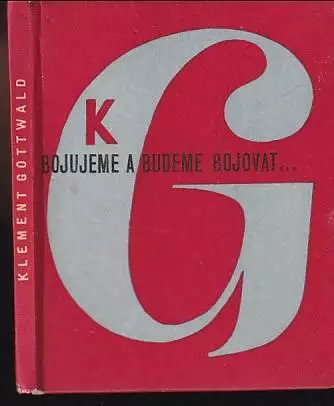 KLEMENT GOTTWALD
K
G
BOJUJEME A BUDEME BOJOVAT...